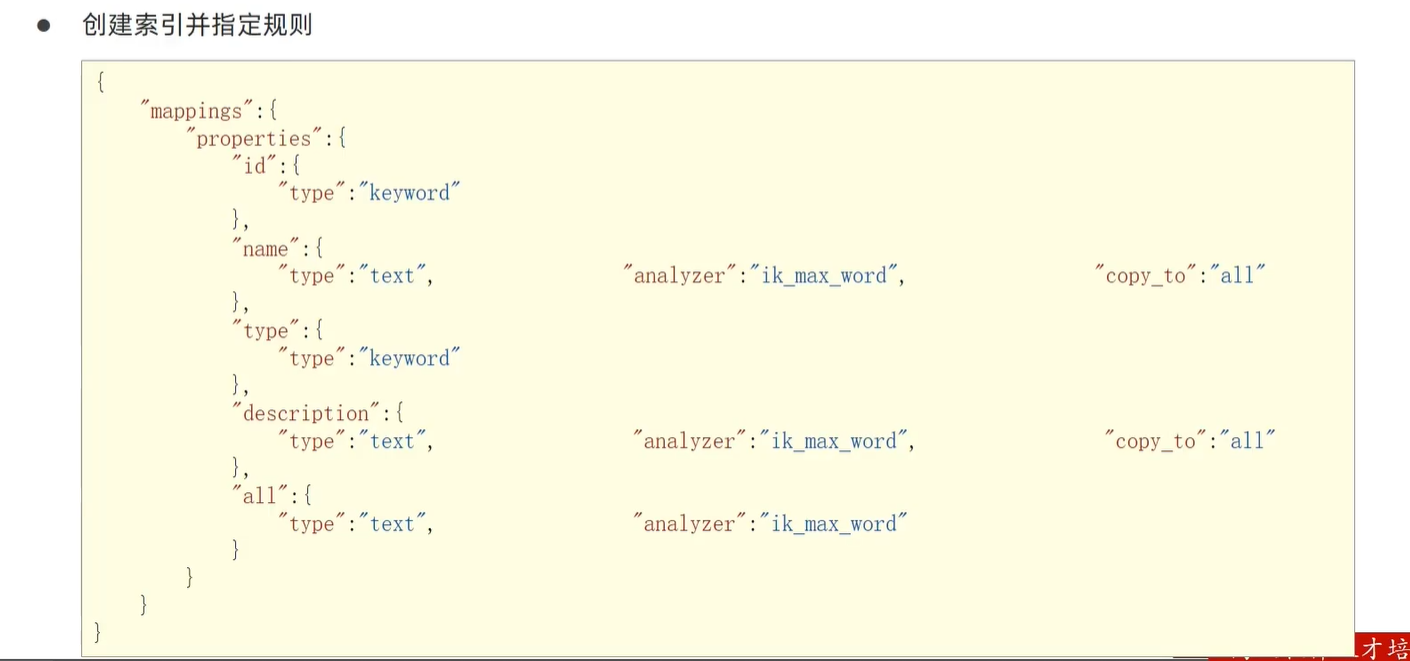 ● 创建索引并指定规则
{
"mappings":{
"properties":{
"id":{
"type":"keyword"
},
"name":{
"type":"text", "analyzer":"ik_max_word", "copy_to":"all"
},
"type":{
"type":"keyword"
},
"description":{
"type":"text", "analyzer":"ik_max_word", "copy_to":"all"
},
"all":{
"type":"text", "analyzer":"ik_max_word"
}
}
}
}
才培